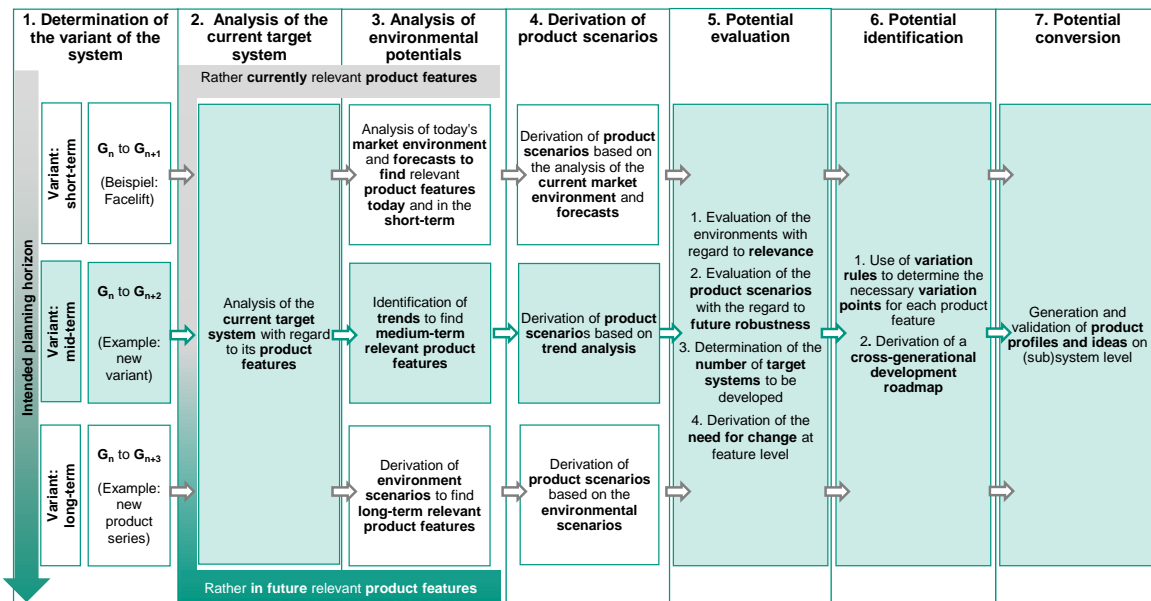 1. Determination of
the variant of the
system
2. Analysis of the
current target
system
3. Analysis of
environmental
potentials
4. Derivation of
product scenarios
5. Potential
evaluation
6. Potential
identification
7. Potential
conversion
Rather currently relevant product features
Intended planning horizon
Variant:
short-term
Gn to Gn+1
(Beispiel:
Facelift)
Variant:
mid-term
Gn to Gn+2
(Example:
new
variant)
Variant:
long-term
Gn to Gn+3
(Example:
new
product
series)
Analysis of the
current target
system with regard
to its product
features
Analysis of today's
market environment
and forecasts to
find relevant
product features
today and in the
short-term
Identification of
trends to find
medium-term
relevant product
features
Derivation of
environment
scenarios to find
long-term relevant
product features
Derivation of product
scenarios based on
the analysis of the
current market
environment and
forecasts
Derivation of product
scenarios based on
trend analysis
Derivation of
product scenarios
based on the
environmental
scenarios
1. Evaluation of the
environments with
regard to relevance
2. Evaluation of the
product scenarios
with the regard to
future robustness
3. Determination of the
number of target
systems to be
developed
4. Derivation of the
need for change at
feature level
1. Use of variation
rules to determine the
necessary variation
points for each product
feature
2. Derivation of a
cross-generational
development
roadmap
Generation and
validation of product
profiles and ideas on
(sub)system level
Rather in future relevant product features